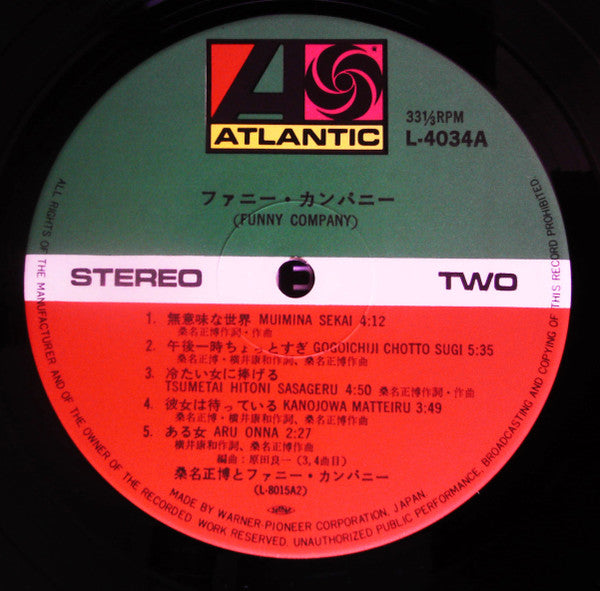 ATLANTIC
33⅓RPM
L-4034A
ファニー・カンパニー
(FUNNY COMPANY)
STEREO
TWO
1. 無意味な世界 MUIMINA SEKAI 4:12
桑名正博作詞・作曲
2. 午後一時ちょっとすぎ GOGOICHIJI CHOTTO SUGI 5:35
桑名正博・横井康和作詞、桑名正博作曲
3. 冷たい女に捧げる
TSUMETAI HITONI SASAGERU 4:50 桑名正博作詞・作曲
4. 彼女は待っている KANOJOWA MATTEIRU 3:49
桑名正博・横井康和作詞、桑名正博作曲
5. ある女 ARU ONNA 2:27
横井康和作詞、桑名正博作曲
編曲:原田良一(3,4曲目)
桑名正博とファニー・カンパニー
(L-8015A2)
MADE BY WARNER-PIONEER CORPORATION, JAPAN.
ALL RIGHTS OF THE MANUFACTURER AND OF THE OWNER OF THE RECORDED. WORK RESERVED. UNAUTHORIZED PUBLIC PERFORMANCE, BROADCASTING AND COPYING OF THIS RECORD PROHIBITED.